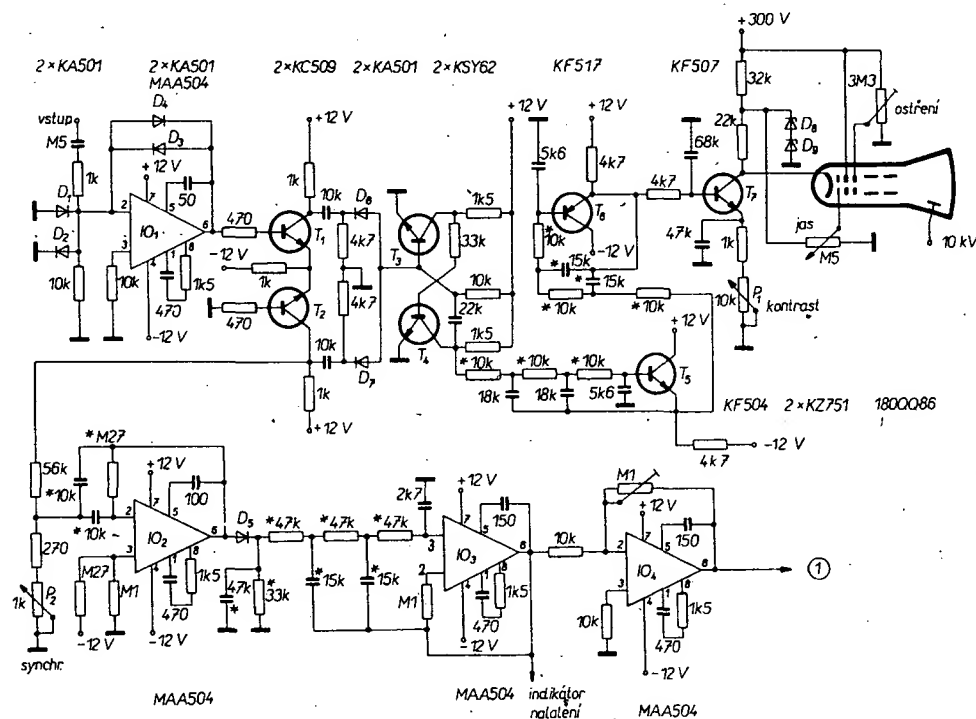 +300 V
2×KA501 2×KA501 2×KC509 2×KA501 2×KSY62 KF517 KF507
MAA504
32k
3M3
ostření
vstup
M5
D4
D3
+12 V
1k
50
D1
D2
IO1
2
3
7
5
6
4
1
8
10k
10k
470
1k5
-12 V
470
+12 V
1k
10k
D6
T1
4k7
-12 V
1k
T2
470
4k7
10k
D7
1k
+12 V
T3
T4
+12 V
1k5
33k
10k
22k
1k5
5k6
+12 V
4k7
T6
-12 V
*10k
*15k
*15k
*10k
*10k
4k7
68k
22k
D8
D9
T7
47k
1k
10k
P1
kontrast
jas
M5
10 kV
*10k
*10k
*10k
18k
18k
5k6
+12 V
T5
4k7
-12 V
KF504 2×KZ751 180QQ86
56k
*10k
*M27
*10k
+12 V
100
270
1k
P2
synchr.
M27
M1
-12 V
IO2
2
3
7
5
6
4
1
8
470
1k5
-12 V
D5
*47k
*47k
*47k
47k
*
*33k
*15k
*15k
2k7
+12 V
150
IO3
3
2
7
5
6
4
1
8
M1
470
1k5
-12 V
10k
M1
+12 V
150
IO4
2
3
7
5
6
4
1
8
10k
470
1k5
-12 V
1
MAA504
MAA504
indikátor
naladění
MAA504